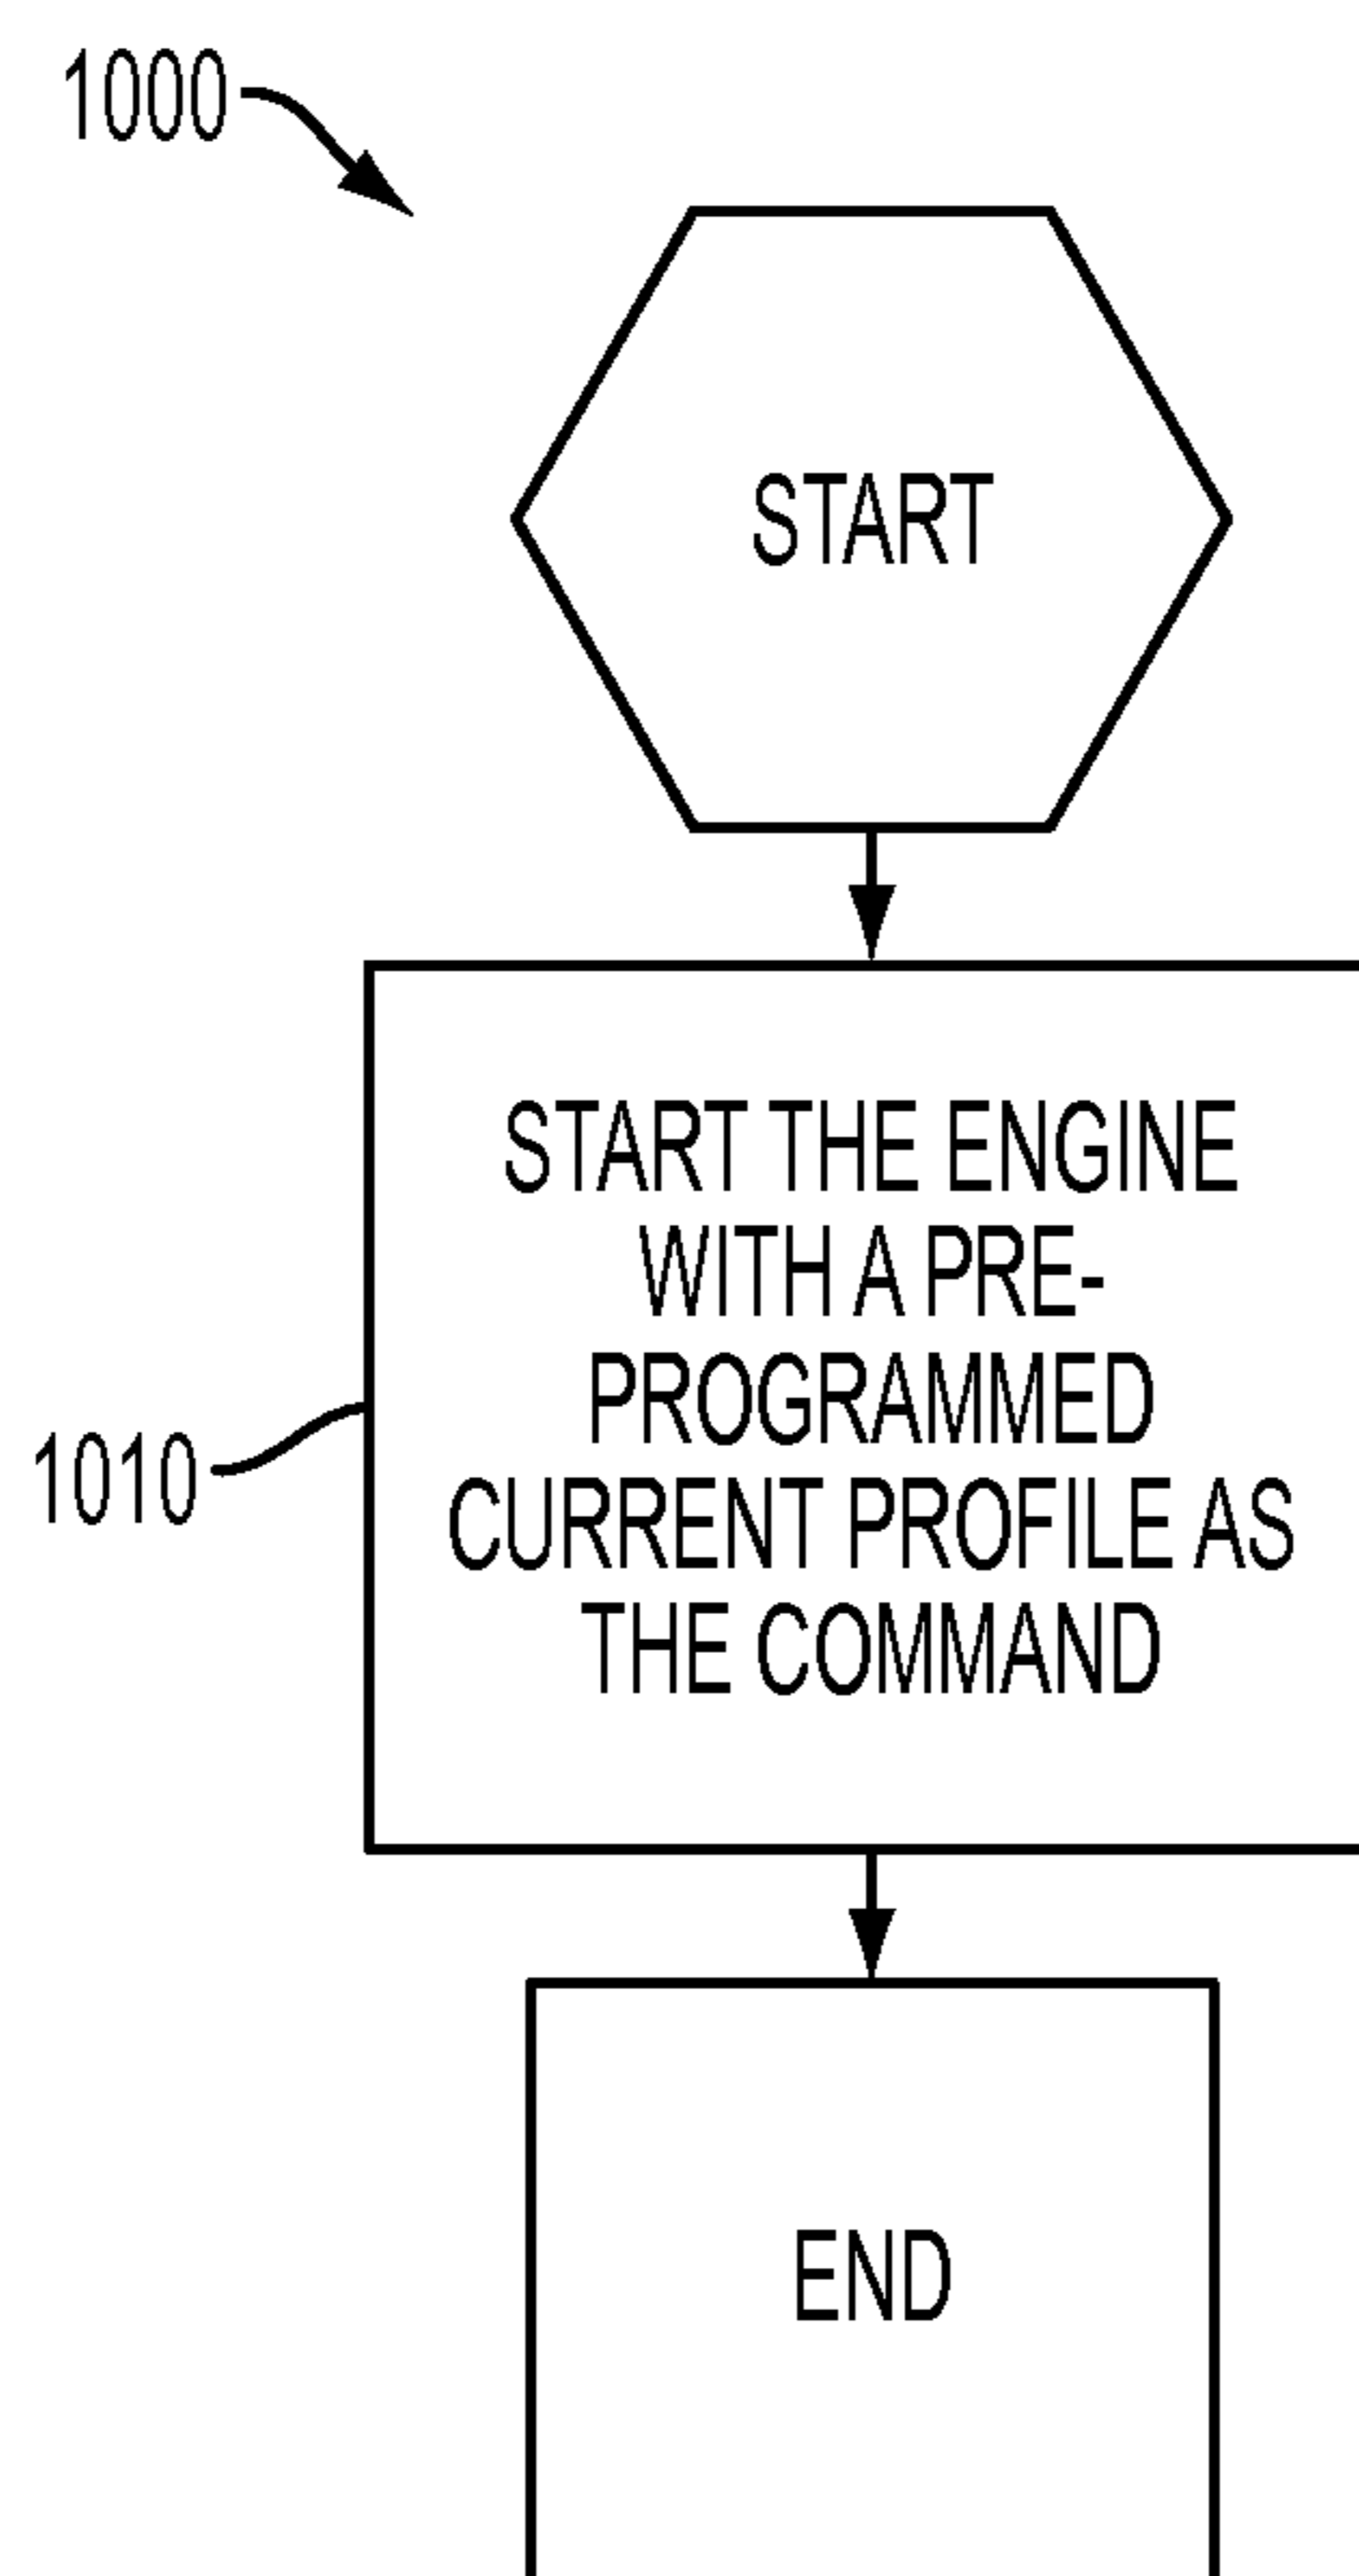 1000
START
START THE ENGINE
WITH A PRE-
PROGRAMMED
CURRENT PROFILE AS
THE COMMAND
1010
END